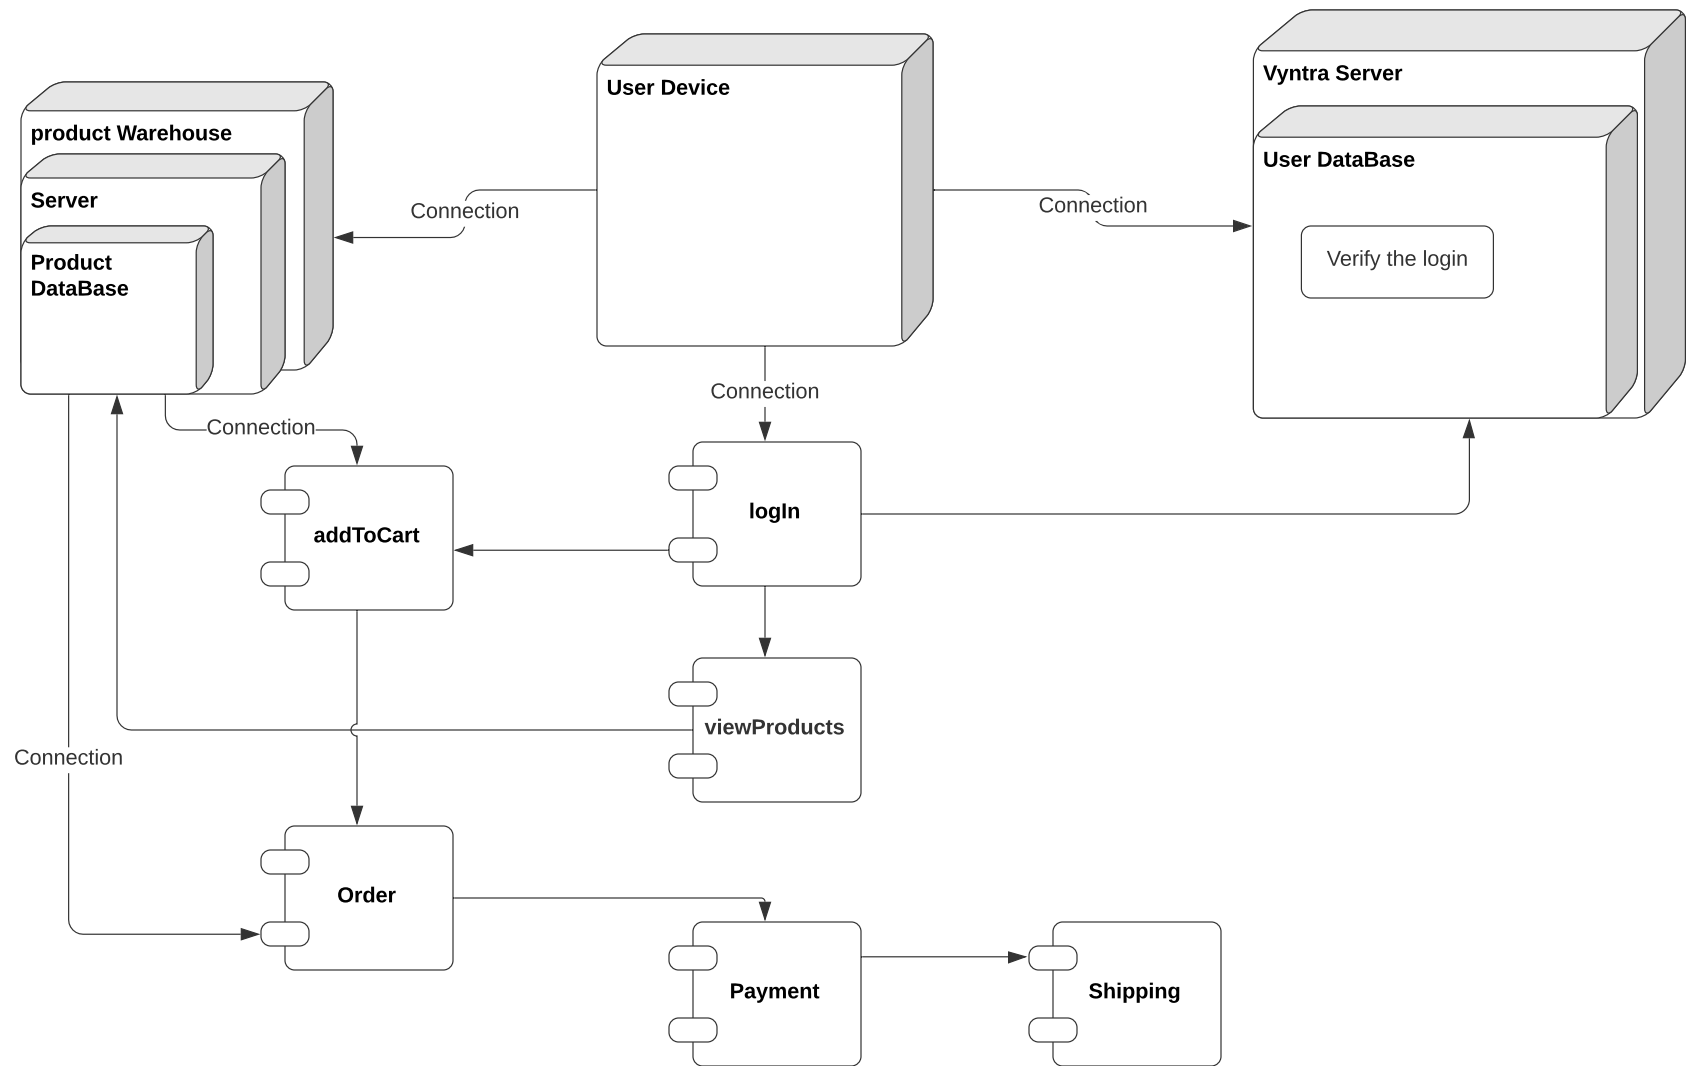 User Device
Vyntra Server
product Warehouse
User DataBase
Server
Connection
Connection
Product
DataBase
Verify the login
Connection
Connection
logIn
addToCart
viewProducts
Connection
Order
Payment
Shipping